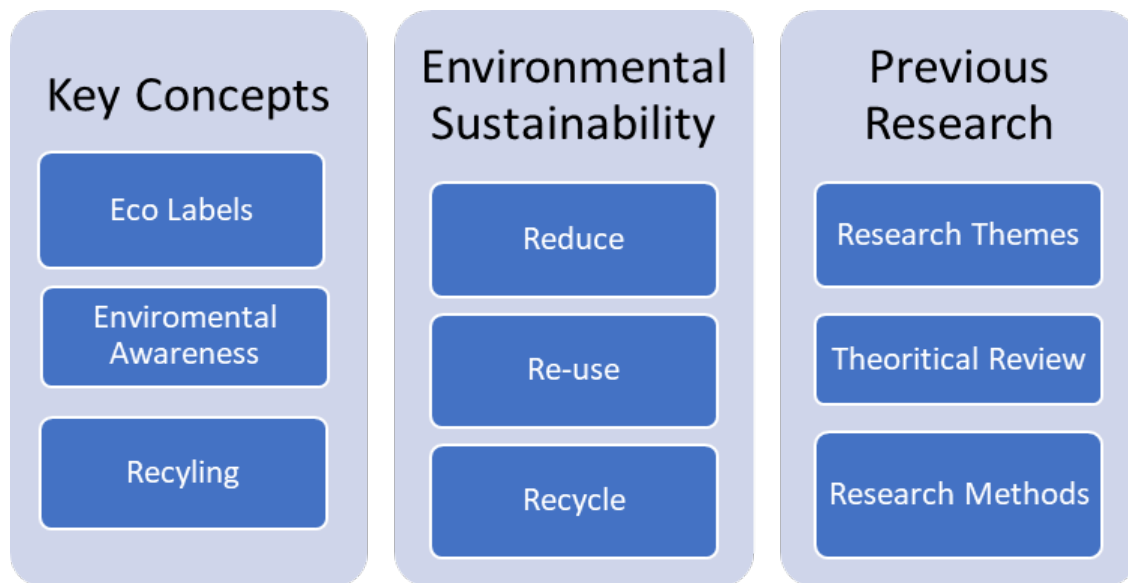 Key Concepts
Eco Labels
Enviromental
Awareness
Recyling
Environmental
Sustainability
Reduce
Re-use
Recycle
Previous
Research
Research Themes
Theoritical Review
Research Methods